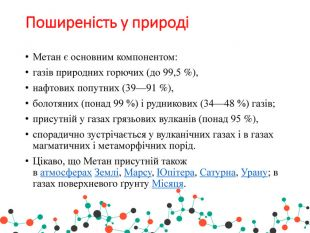 Поширеність у природі
• Метан є основним компонентом:
• газів природних горючих (до 99,5 %),
• нафтових попутних (39—91 %),
• болотяних (понад 99 %) і рудникових (34—48 %) газів;
• присутній у газах грязьових вулканів (понад 95 %),
• спорадично зустрічається у вулканічних газах і в газах
магматичних і метаморфічних порід.
• Цікаво, що Метан присутній також
в атмосферах Землі, Марсу, Юпітера, Сатурна, Урану; в
газах поверхневого ґрунту Місяця.